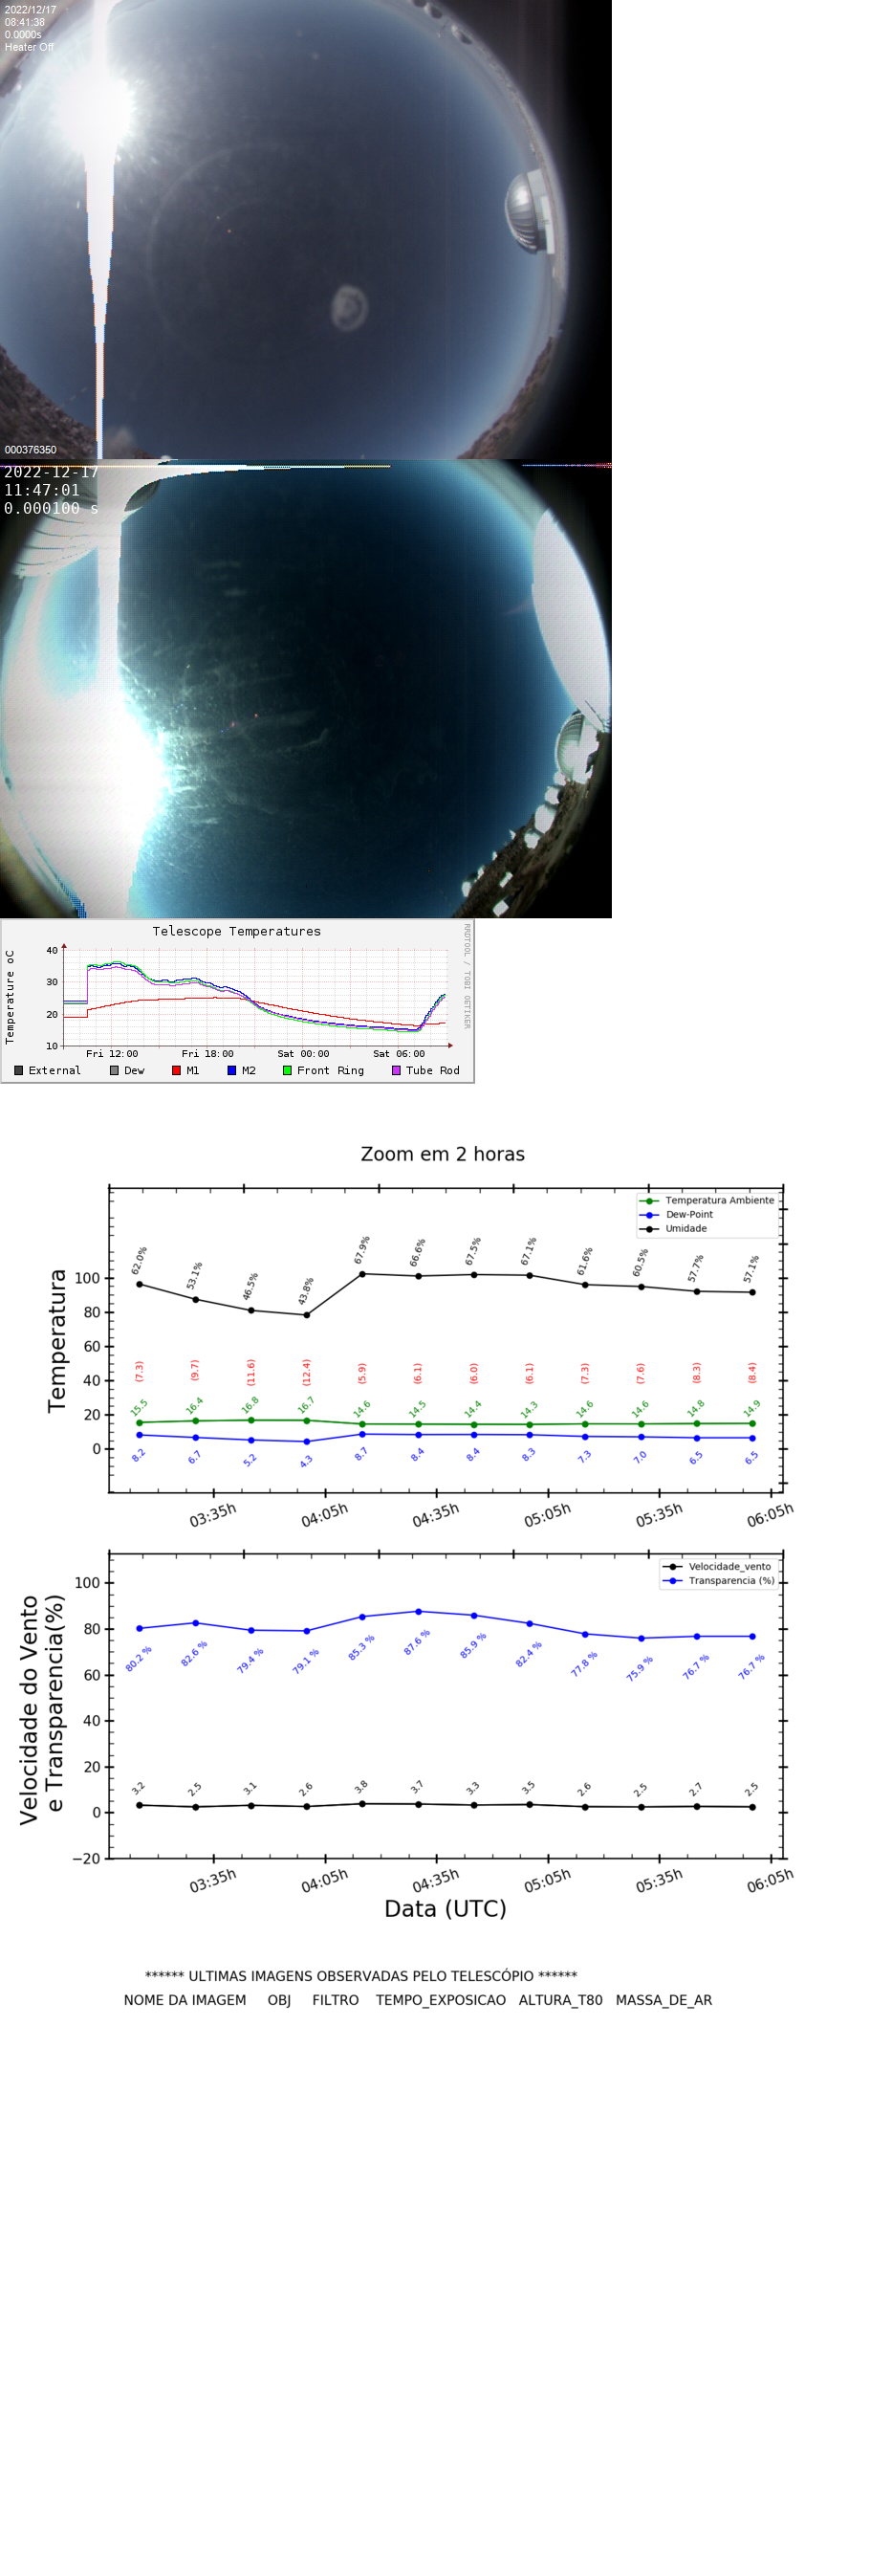 2022/12/17
08:41:38
0.0000s
Heater Off
000376350
2022-12-17
11:47:01
0.000100 s
Telescope Temperatures
RRDTOOL / TOBI OETIKER
Temperature oC
40
30
20
10
Fri 12:00 Fri 18:00 Sat 00:00 Sat 06:00
External Dew M1 M2 Front Ring Tube Rod
Zoom em 2 horas
Temperatura Ambiente
Dew-Point
Umidade
Temperatura
100
80
60
40
20
0
62.0% 53.1% 46.5% 43.8% 67.9% 66.6% 67.5% 67.1% 61.6% 60.5% 57.7% 57.1%
(7.3) (9.7) (11.6) (12.4) (5.9) (6.1) (6.0) (6.1) (7.3) (7.6) (8.3) (8.4)
15.5 16.4 16.8 16.7 14.6 14.5 14.4 14.3 14.6 14.6 14.8 14.9
8.2 6.7 5.2 4.3 8.7 8.4 8.4 8.3 7.3 7.0 6.5 6.5
03:35h 04:05h 04:35h 05:05h 05:35h 06:05h
Velocidade_vento
Transparencia (%)
Velocidade do Vento
e Transparencia(%)
100
80
60
40
20
0
−20
80.2 % 82.6 % 79.4 % 79.1 % 85.3 % 87.6 % 85.9 % 82.4 % 77.8 % 75.9 % 76.7 % 76.7 %
3.2 2.5 3.1 2.6 3.8 3.7 3.3 3.5 2.6 2.5 2.7 2.5
03:35h 04:05h 04:35h 05:05h 05:35h 06:05h
Data (UTC)
****** ULTIMAS IMAGENS OBSERVADAS PELO TELESCÓPIO ******
NOME DA IMAGEM OBJ FILTRO TEMPO_EXPOSICAO ALTURA_T80 MASSA_DE_AR